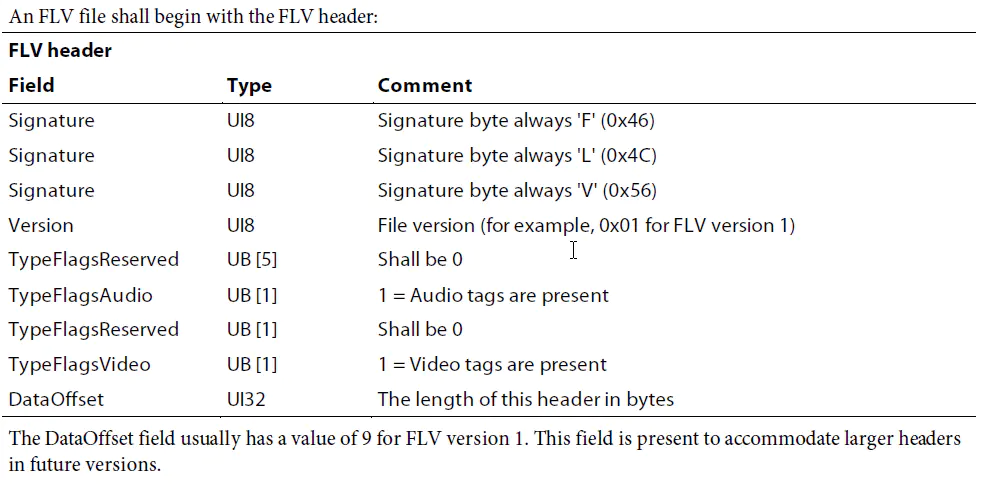 An FLV file shall begin with the FLV header:
FLV header
Field Type Comment
Signature UI8 Signature byte always 'F' (0x46)
Signature UI8 Signature byte always 'L' (0x4C)
Signature UI8 Signature byte always 'V' (0x56)
Version UI8 File version (for example, 0x01 for FLV version 1)
TypeFlagsReserved UB [5] Shall be 0
TypeFlagsAudio UB [1] 1 = Audio tags are present
TypeFlagsReserved UB [1] Shall be 0
TypeFlagsVideo UB [1] 1 = Video tags are present
DataOffset UI32 The length of this header in bytes
The DataOffset field usually has a value of 9 for FLV version 1. This field is present to accommodate larger headers
in future versions.